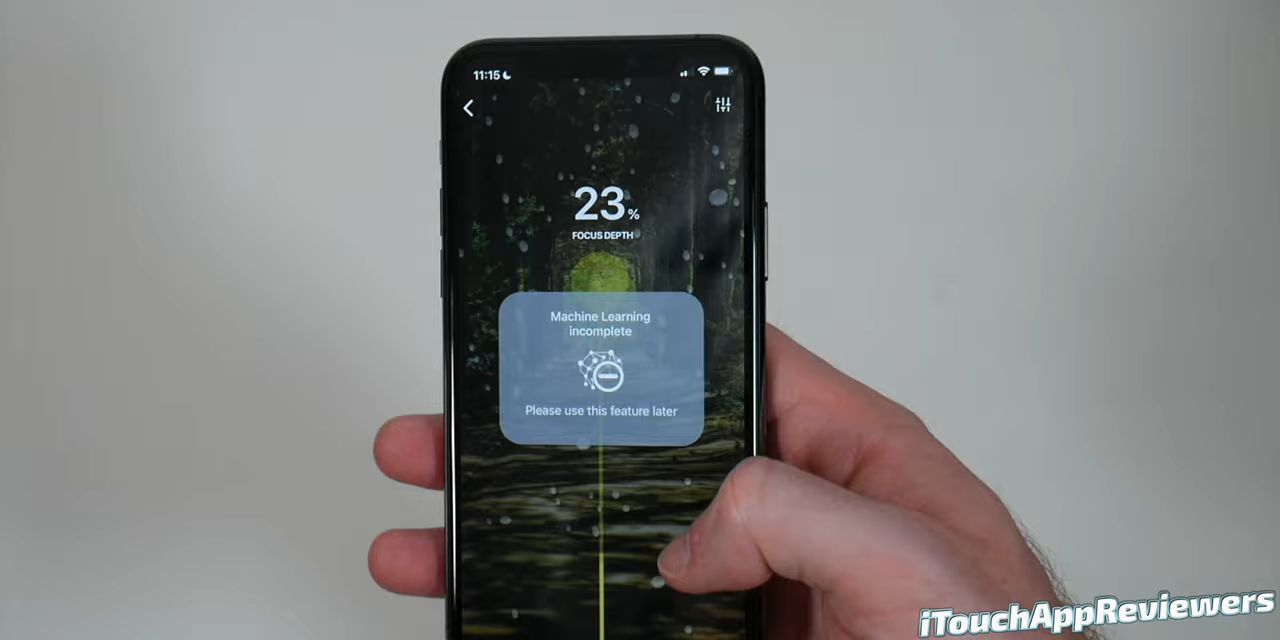 11:15
23%
FOCUS DEPTH
Machine Learning
incomplete
Please use this feature later
iTouchAppReviewers